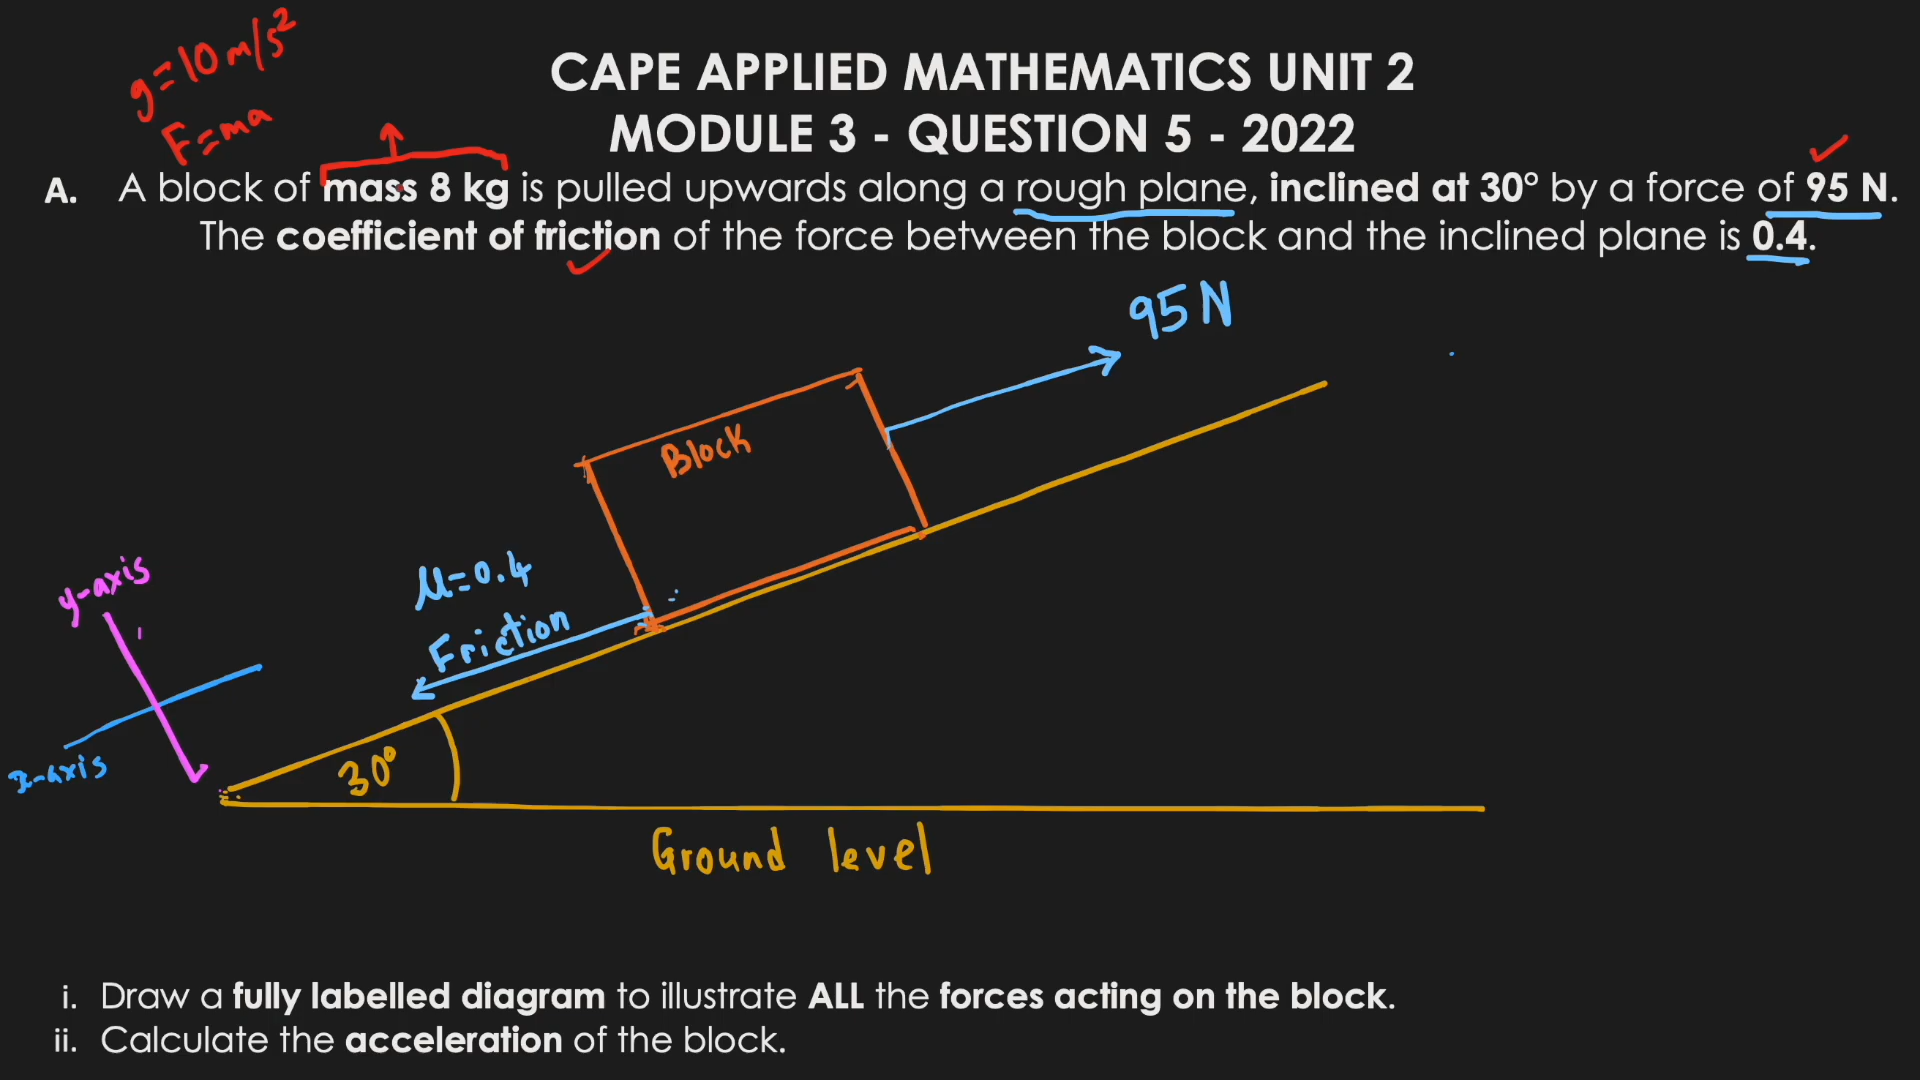 g=10 m/s²
F=ma
CAPE APPLIED MATHEMATICS UNIT 2
MODULE 3 - QUESTION 5 - 2022
A. A block of mass 8 kg is pulled upwards along a rough plane, inclined at 30° by a force of 95 N.
The coefficient of friction of the force between the block and the inclined plane is 0.4.
95 N
Block
μ=0.4
Friction
y-axis
x-axis
30°
Ground level
i. Draw a fully labelled diagram to illustrate ALL the forces acting on the block.
ii. Calculate the acceleration of the block.